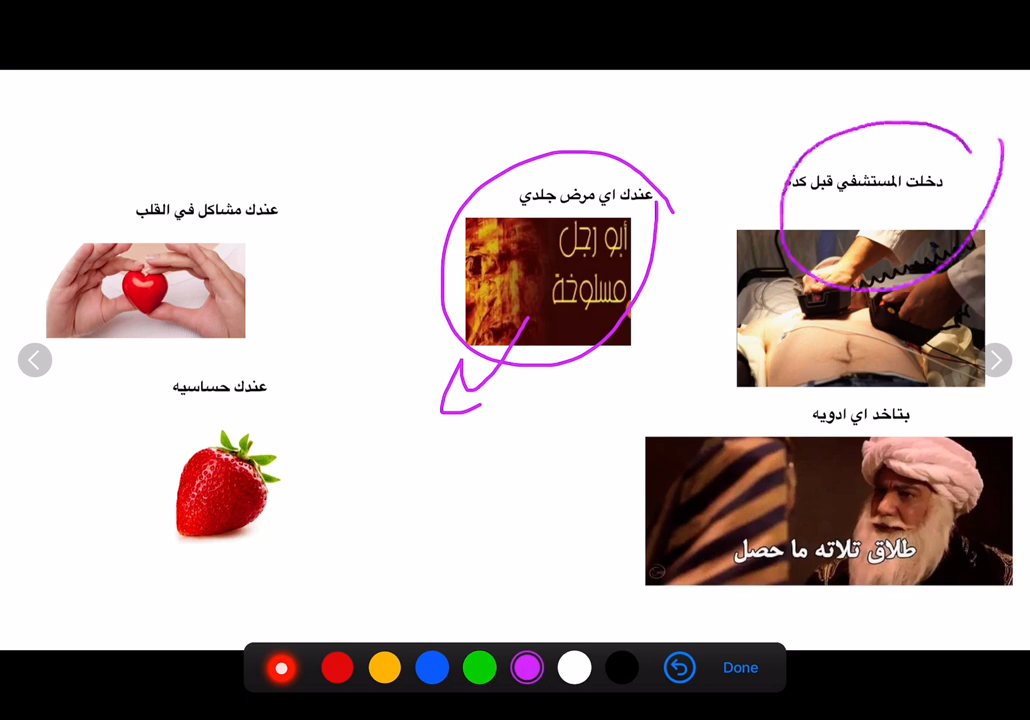 دخلت المستشفي قبل كده
عندك اي مرض جلدي
أبو رجل
مسلوخة
عندك مشاكل في القلب
بتاخد اي ادويه
طلاق تلاته ما حصل
عندك حساسيه
Done